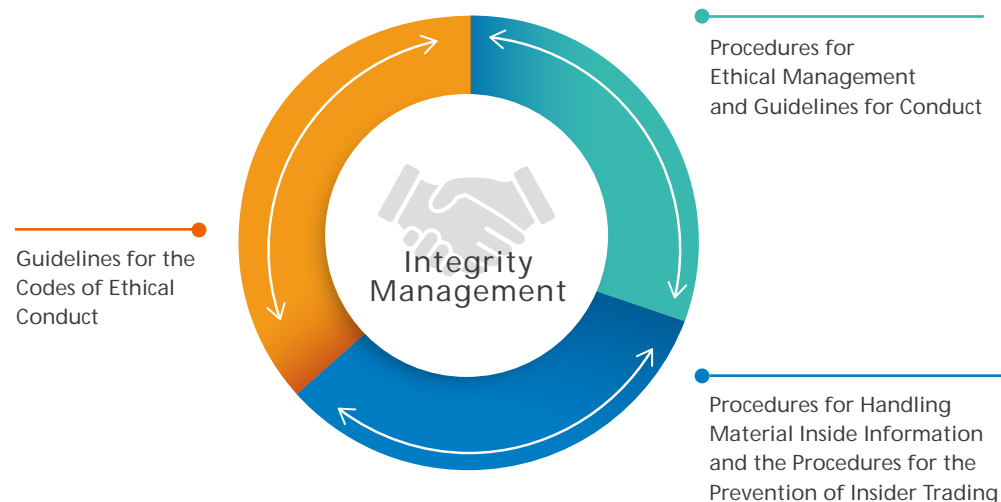 Procedures for
Ethical Management
and Guidelines for Conduct
Integrity
Management
Guidelines for the
Codes of Ethical
Conduct
Procedures for Handling
Material Inside Information
and the Procedures for the
Prevention of Insider Trading